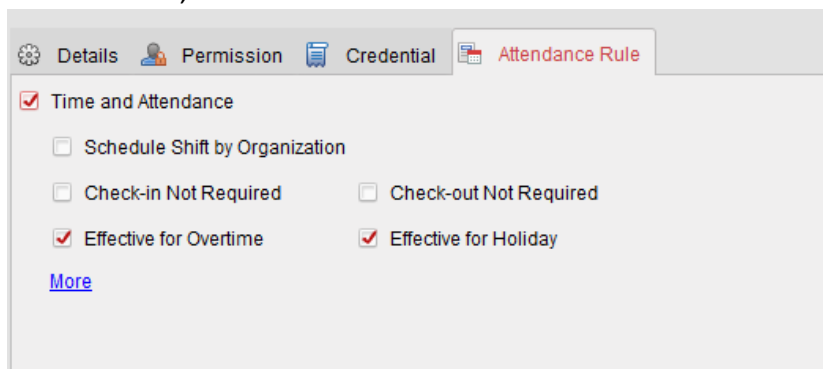 Details Permission Credential Attendance Rule
Time and Attendance
Schedule Shift by Organization
Check-in Not Required Check-out Not Required
Effective for Overtime Effective for Holiday
More